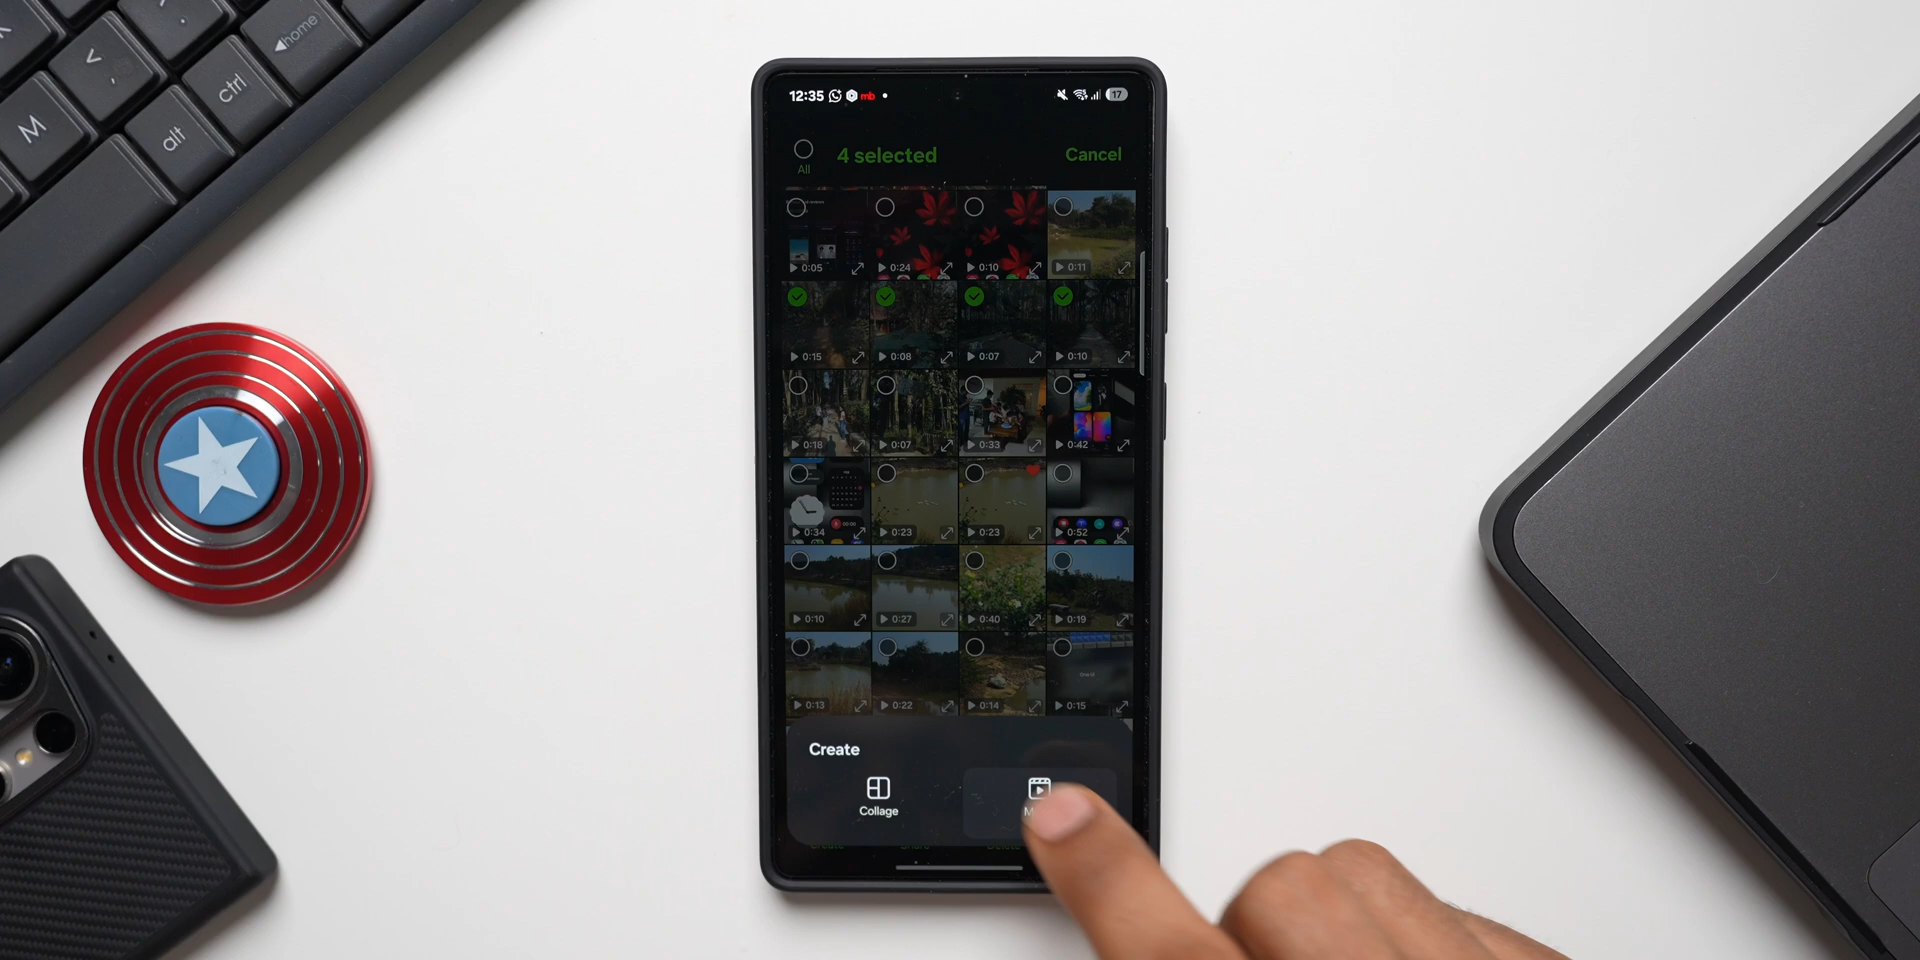 home
ctrl
alt
M
12:35 mb 17
All 4 selected Cancel
0:05 0:24 0:10 0:11
0:15 0:08 0:07 0:10
0:18 0:07 0:33 0:42
0:34 0:23 0:23 0:52
0:10 0:27 0:40 0:19
0:13 0:22 0:14 0:15
Create
Collage